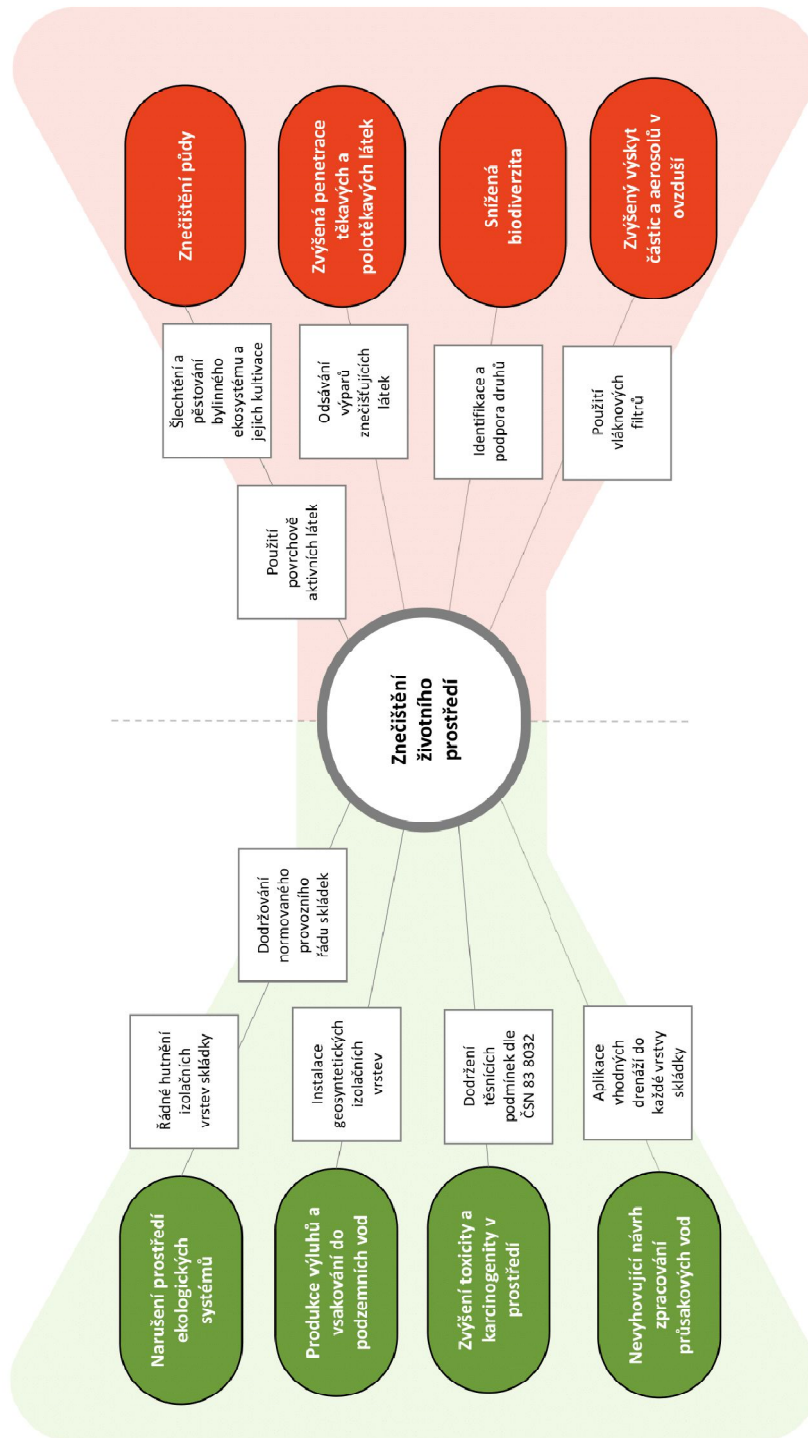 Narušení prostředí
ekologických
systémů
Produkce výluhů a
vsakování do
podzemních vod
Zvýšení toxicity a
karcinogenity v
prostředí
Nevyhovující návrh
zpracování
průsakových vod
Řádné hutnění
izolačních
vrstev skládky
Dodržování
normovaného
provozního
řádu skládek
Instalace
geosyntetických
izolačních
vrstev
Dodržení
těsnicích
podmínek dle
ČSN 83 8032
Aplikace
vhodných
drenáží do
každé vrstvy
skládky
Znečištění
životního
prostředí
Použití
povrchově
aktivních látek
Šlechtění a
pěstování
bylinného
ekosystému a
jejich kultivace
Odsávání
výparů
znečišťujících
látek
Identifikace a
podpora druhů
Použití
vláknových
filtrů
Znečištění půdy
Zvýšená penetrace
těkavých a
polotěkavých látek
Snížená
biodiverzita
Zvýšený výskyt
částic a aerosolů v
ovzduší